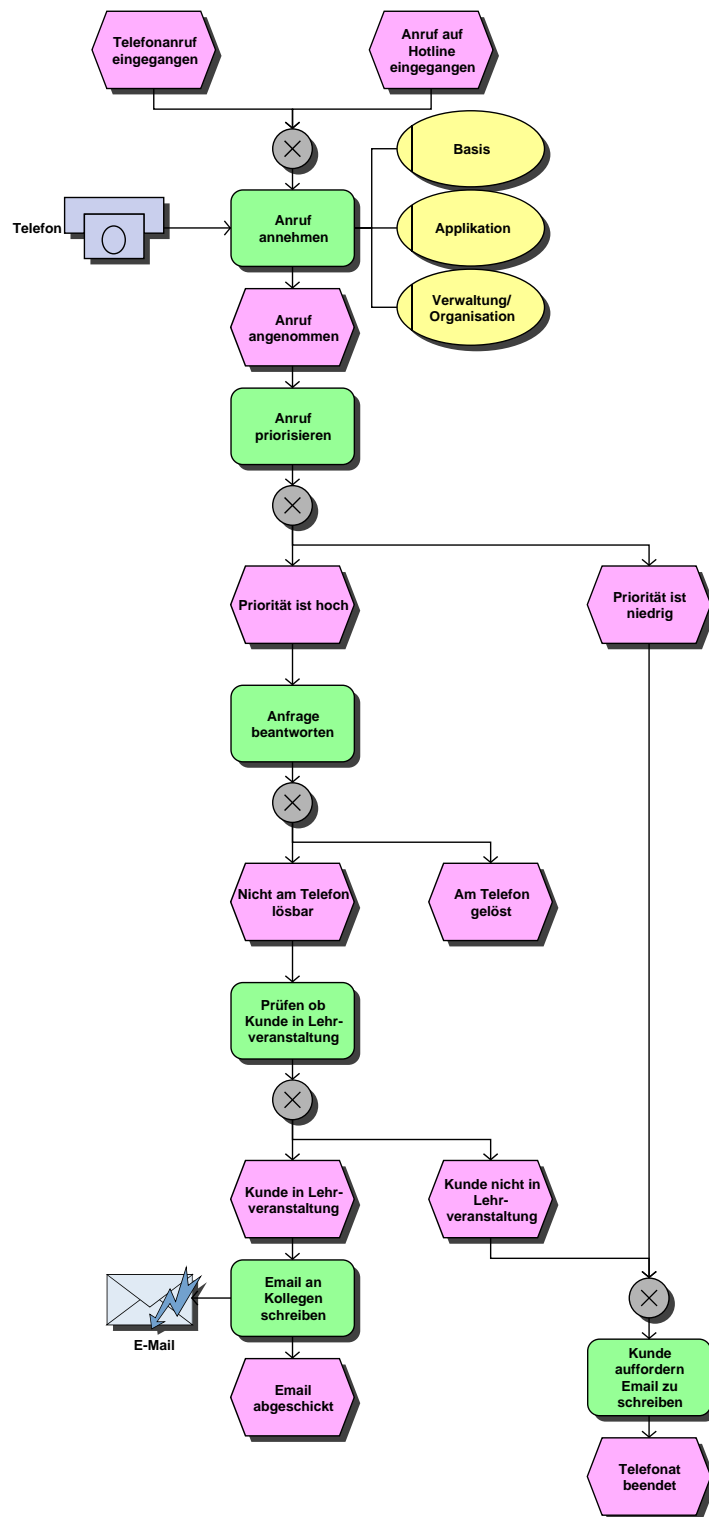 Telefonanruf
eingegangen
Anruf auf
Hotline
eingegangen
Basis
Telefon
Anruf
annehmen
Applikation
Verwaltung/
Organisation
Anruf
angenommen
Anruf
priorisieren
Priorität ist hoch
Priorität ist
niedrig
Anfrage
beantworten
Nicht am Telefon
lösbar
Am Telefon
gelöst
Prüfen ob
Kunde in Lehr-
veranstaltung
Kunde in Lehr-
veranstaltung
Kunde nicht in
Lehr-
veranstaltung
Email an
Kollegen
schreiben
E-Mail
Kunde
auffordern
Email zu
schreiben
Email
abgeschickt
Telefonat
beendet